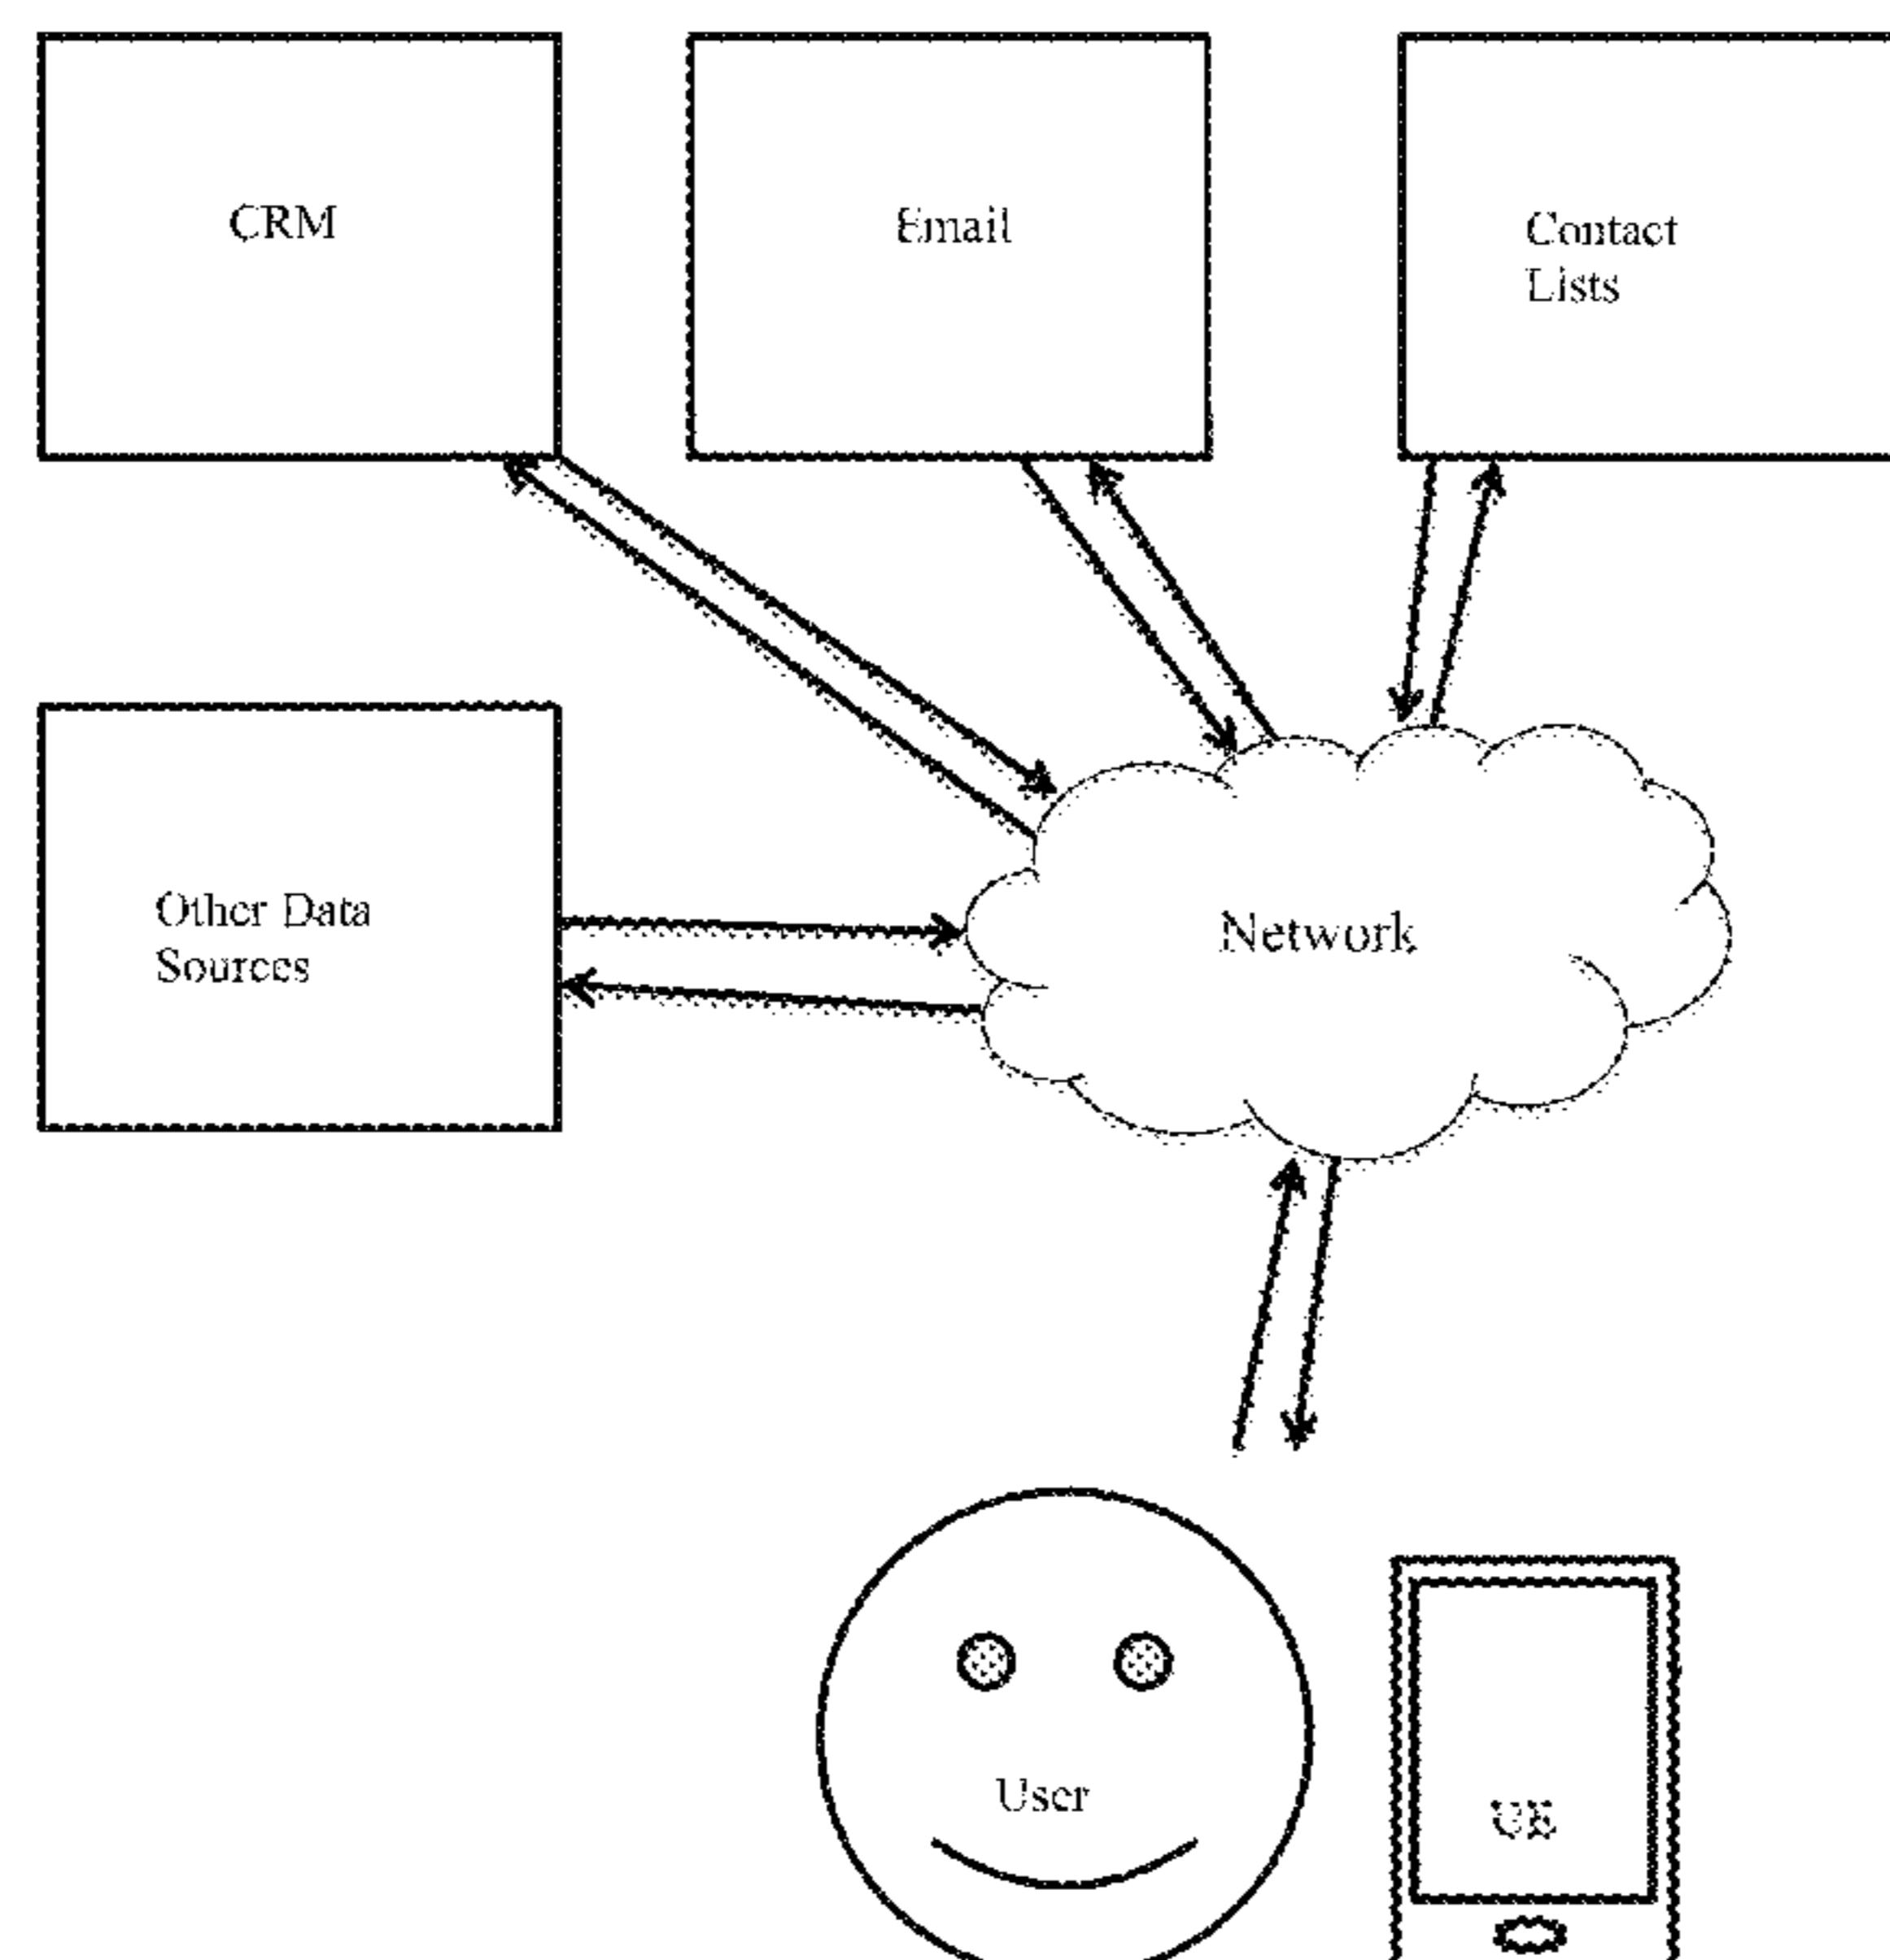 CRM
Email
Contact
Lists
Other Data
Sources
Network
User
UE